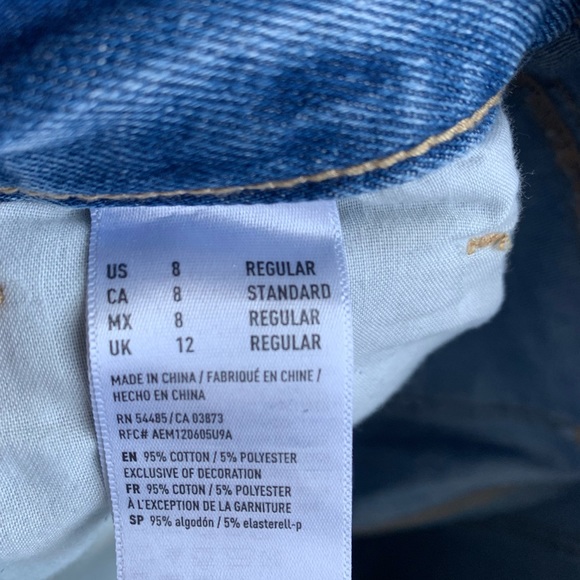 US 8 REGULAR
CA 8 STANDARD
MX 8 REGULAR
UK 12 REGULAR
MADE IN CHINA / FABRIQUÉ EN CHINE /
HECHO EN CHINA
RN 54485/CA 03873
RFC# AEM120605U9A
EN 95% COTTON / 5% POLYESTER
EXCLUSIVE OF DECORATION
FR 95% COTON / 5% POLYESTER
À L'EXCEPTION DE LA GARNITURE
SP 95% algodón / 5% elasterell-p